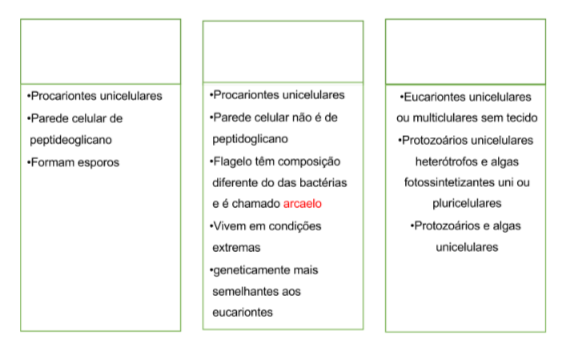 •Procariontes unicelulares
•Parede celular de
peptideoglicano
•Formam esporos
•Procariontes unicelulares
•Parede celular não é de
peptidoglicano
•Flagelo têm composição
diferente do das bactérias
e é chamado arcaelo
•Vivem em condições
extremas
•geneticamente mais
semelhantes aos
eucariontes
•Eucariontes unicelulares
ou multiclulares sem tecido
•Protozoários unicelulares
heterótrofos e algas
fotossintetizantes uni ou
pluricelulares
•Protozoários e algas
unicelulares